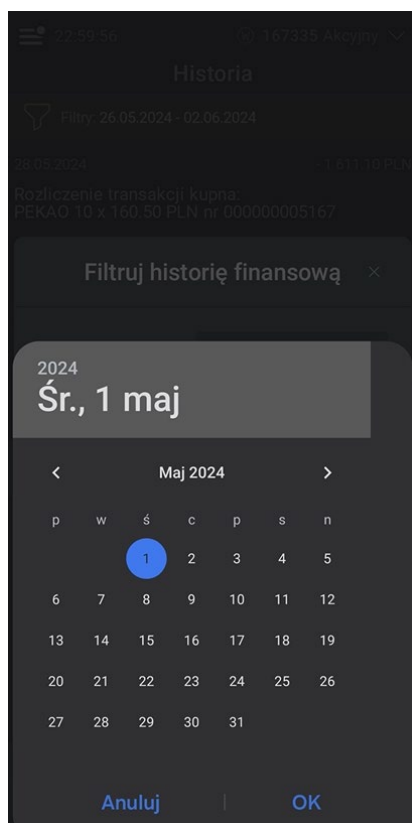 22:59:56
167335 Akcyjny
Historia
Filtry: 26.05.2024 - 02.06.2024
28.05.2024
- 1 611.10 PLN
Rozliczenie transakcji kupna:
PEKAO 10 x 160.50 PLN nr 000000005167
Filtruj historię finansową
2024
Śr., 1 maj
Maj 2024
p w ś c p s n
1 2 3 4 5
6 7 8 9 10 11 12
13 14 15 16 17 18 19
20 21 22 23 24 25 26
27 28 29 30 31
Anuluj | OK